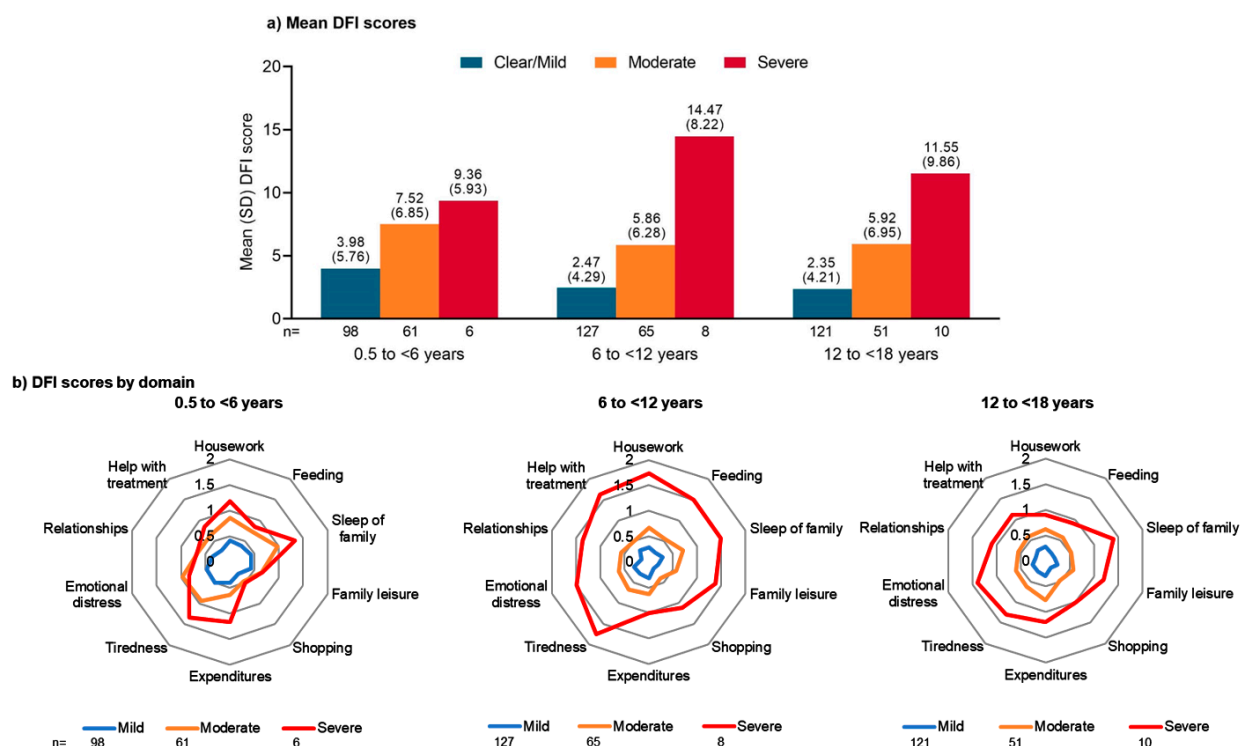 a) Mean DFI scores
Clear/Mild Moderate Severe
Mean (SD) DFI score
20
15
10
5
0
3.98
(5.76)
7.52
(6.85)
9.36
(5.93)
2.47
(4.29)
5.86
(6.28)
14.47
(8.22)
2.35
(4.21)
5.92
(6.95)
11.55
(9.86)
n= 98 61 6 127 65 8 121 51 10
0.5 to <6 years 6 to <12 years 12 to <18 years
b) DFI scores by domain
0.5 to <6 years
Housework
Feeding
Sleep of
family
Family leisure
Shopping
Expenditures
Tiredness
Emotional
distress
Relationships
Help with
treatment
2
1.5
1
0.5
0
Mild Moderate Severe
n= 98 61 6
6 to <12 years
Housework
Feeding
Sleep of family
Family leisure
Shopping
Expenditures
Tiredness
Emotional
distress
Relationships
Help with
treatment
2
1.5
1
0.5
0
Mild Moderate Severe
127 65 8
12 to <18 years
Housework
Feeding
Sleep of family
Family leisure
Shopping
Expenditures
Tiredness
Emotional
distress
Relationships
Help with
treatment
2
1.5
1
0.5
0
Mild Moderate Severe
121 51 10